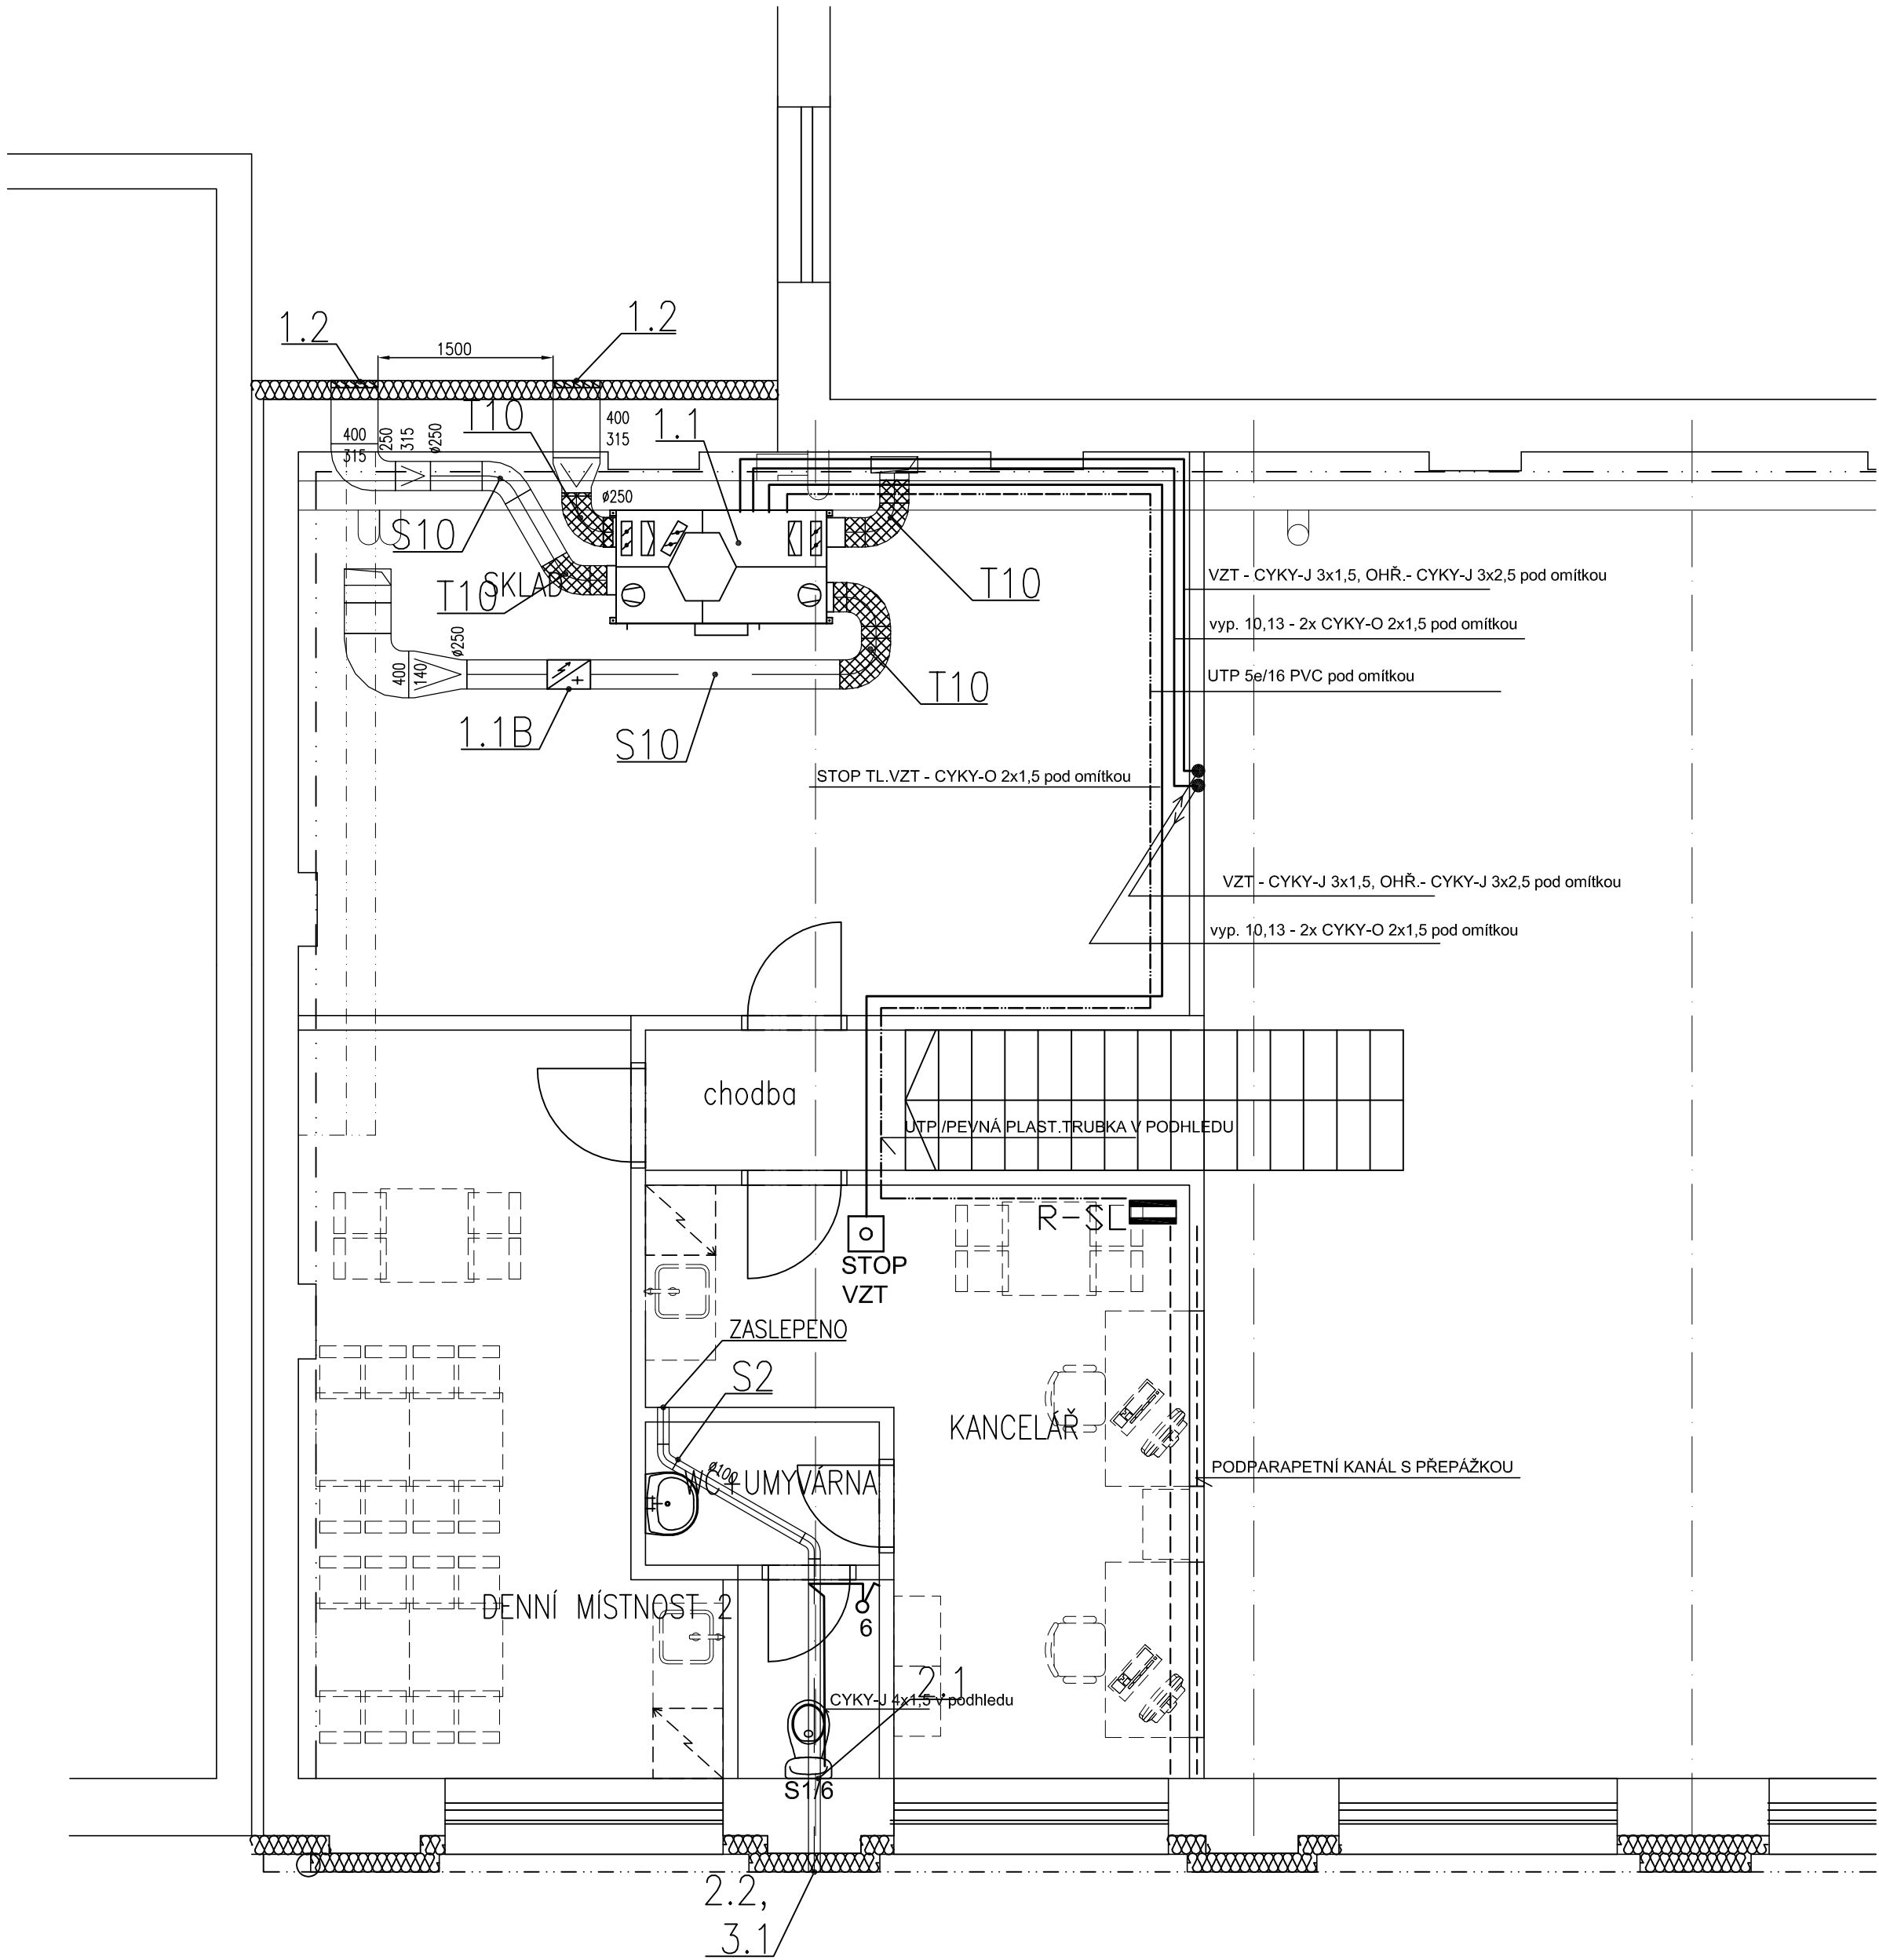 1.2
1.2
1500
T10
400
315
1.1
400
315
250
315
ø250
ø250
S10
T10
SKLAD
T10
VZT - CYKY-J 3x1,5, OHŘ.- CYKY-J 3x2,5 pod omítkou
vyp. 10,13 - 2x CYKY-O 2x1,5 pod omítkou
ø250
400
140
T10
UTP 5e/16 PVC pod omítkou
1.1B
S10
STOP TL.VZT - CYKY-O 2x1,5 pod omítkou
VZT - CYKY-J 3x1,5, OHŘ.- CYKY-J 3x2,5 pod omítkou
vyp. 10,13 - 2x CYKY-O 2x1,5 pod omítkou
chodba
UTP /PEVNÁ PLAST.TRUBKA V PODHLEDU
R-SL
STOP
VZT
ZASLEPENO
S2
KANCELÁŘ
PODPARAPETNÍ KANÁL S PŘEPÁŽKOU
ø100
WC+UMYVÁRNA
DENNÍ MÍSTNOST 2
6
2.1
CYKY-J 4x1,5 v podhledu
S1/6
2.2,
3.1